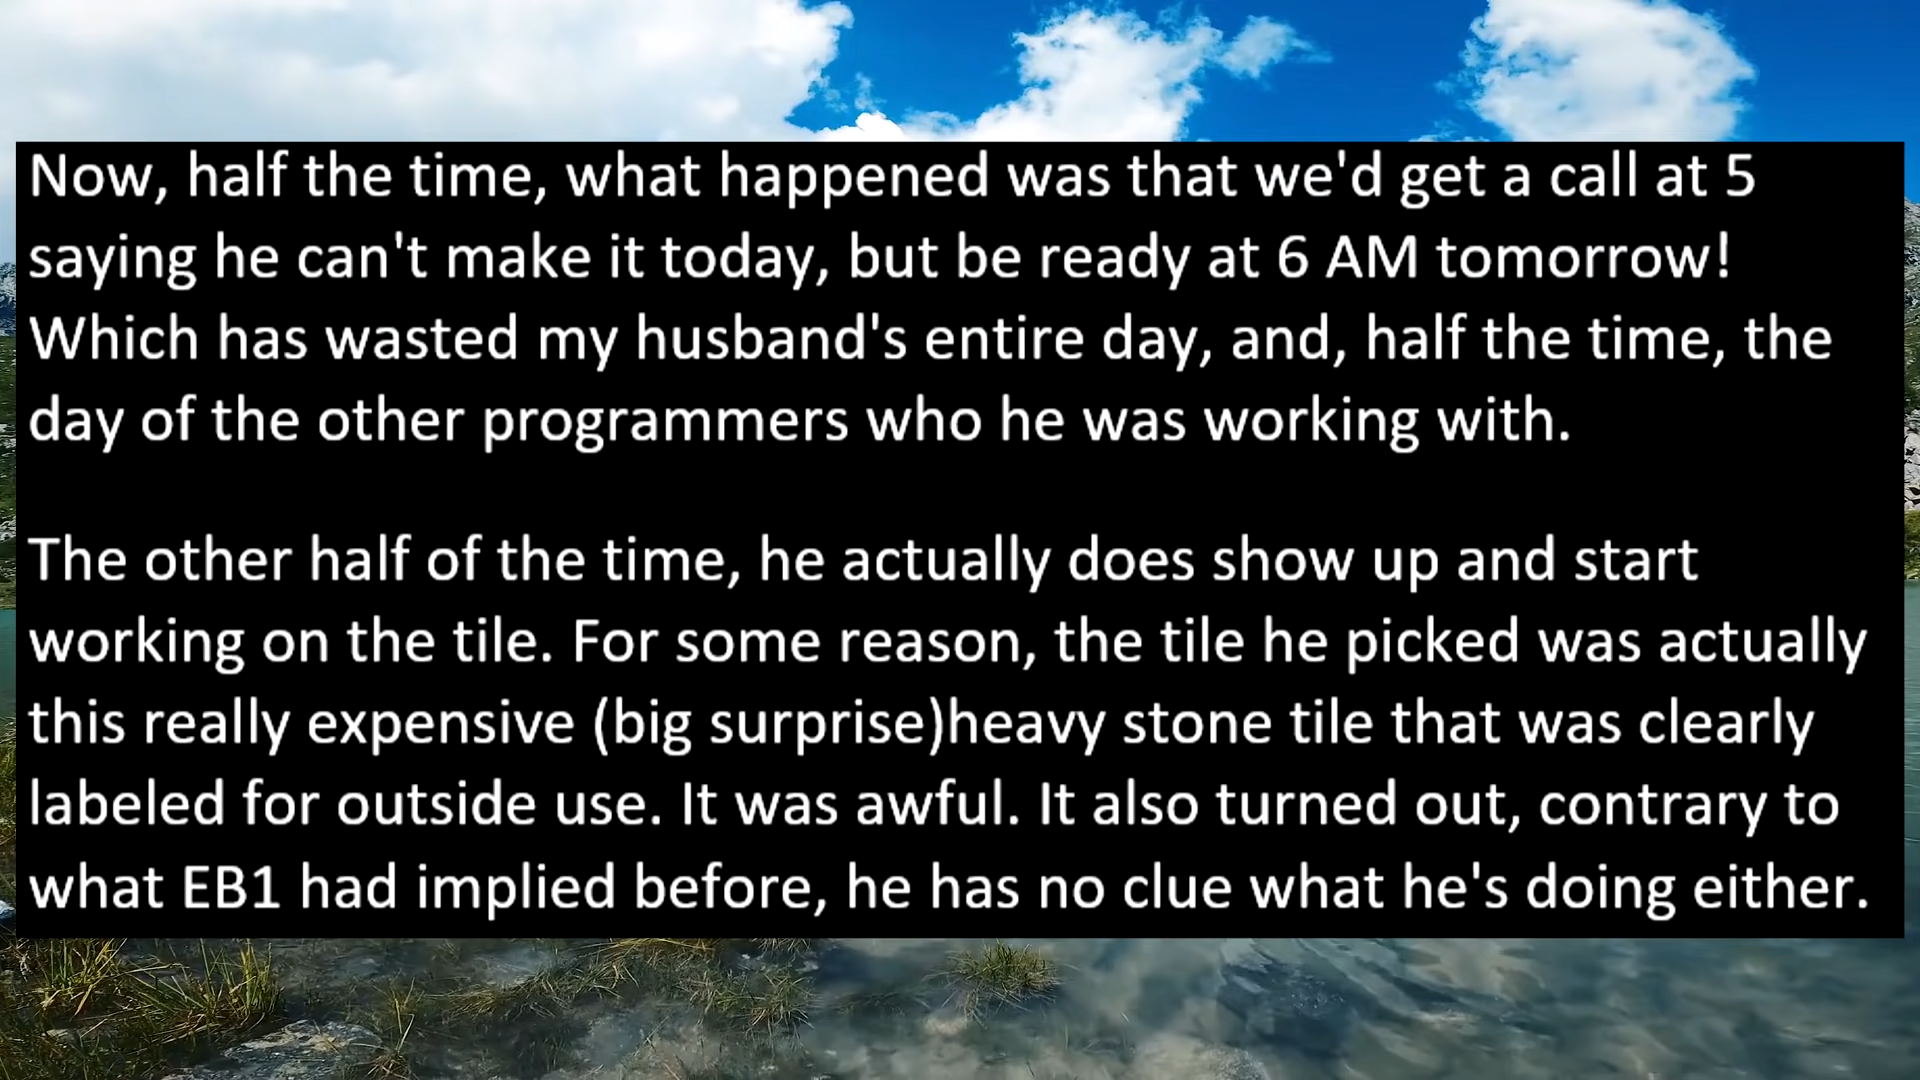 Now, half the time, what happened was that we'd get a call at 5
saying he can't make it today, but be ready at 6 AM tomorrow!
Which has wasted my husband's entire day, and, half the time, the
day of the other programmers who he was working with.
The other half of the time, he actually does show up and start
working on the tile. For some reason, the tile he picked was actually
this really expensive (big surprise)heavy stone tile that was clearly
labeled for outside use. It was awful. It also turned out, contrary to
what EB1 had implied before, he has no clue what he's doing either.